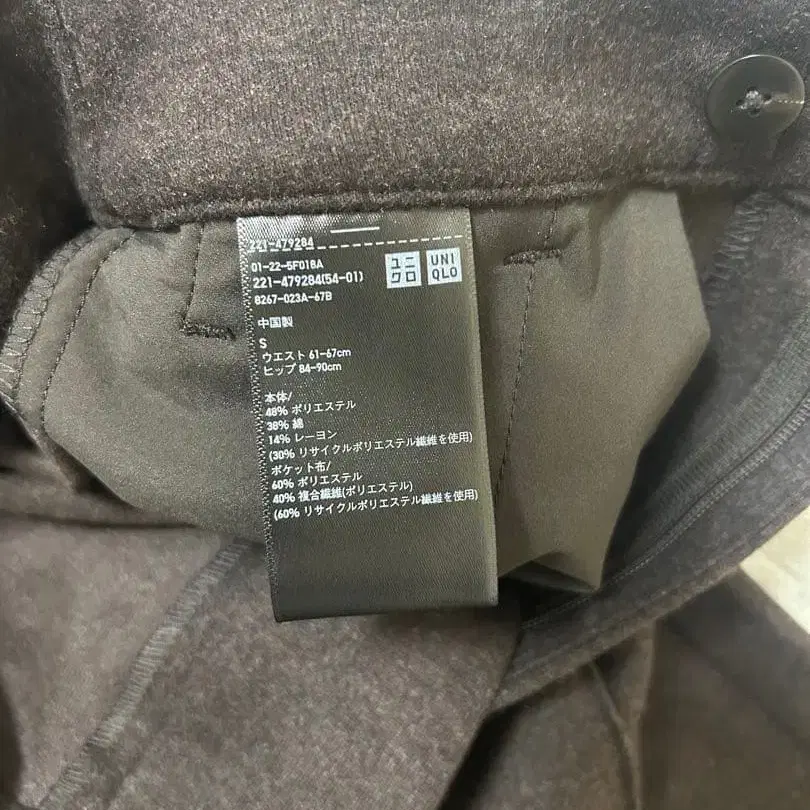 221-479284
01-22-5F018A
221-479284(54-01)
8267-023A-67B
ユニ
クロ
UNI
QLO
中国製
S
ウエスト 61-67cm
ヒップ 84-90cm
本体/
48% ポリエステル
38% 綿
14% レーヨン
(30% リサイクルポリエステル繊維を使用)
ポケット布/
60% ポリエステル
40% 複合繊維(ポリエステル)
(60% リサイクルポリエステル繊維を使用)